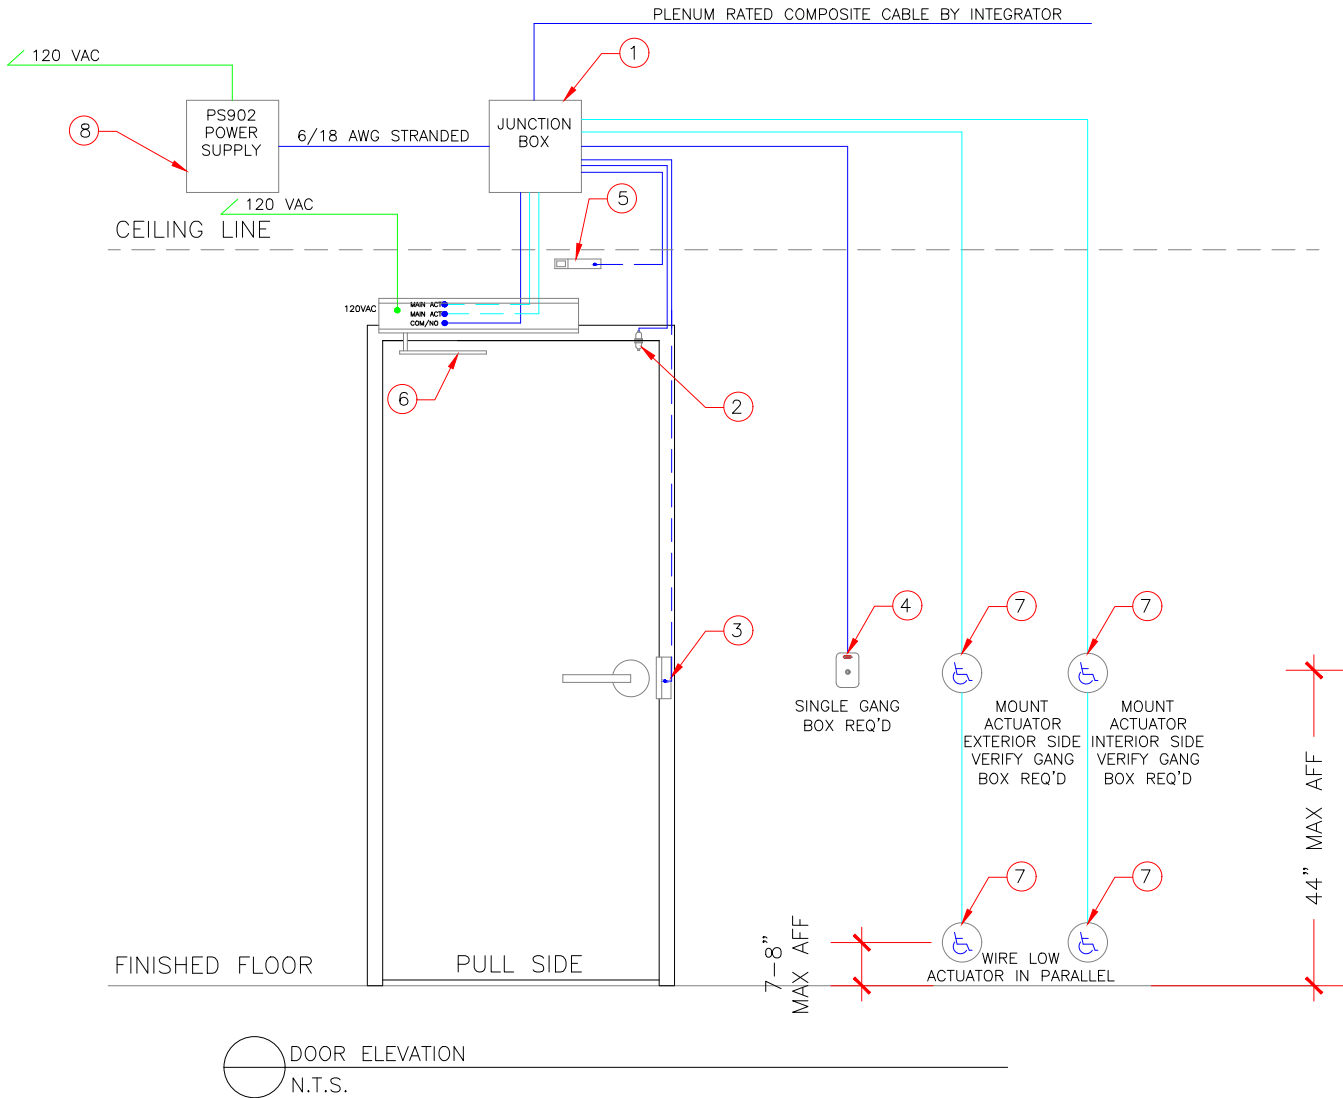 PLENUM RATED COMPOSITE CABLE BY INTEGRATOR
120 VAC
1
PS902
POWER
SUPPLY
8
6/18 AWG STRANDED
JUNCTION
BOX
120 VAC
5
CEILING LINE
120VAC
MAIN ACT
MAIN ACT
COM/NO
6
2
3
4
7
7
SINGLE GANG
BOX REQ'D
MOUNT
ACTUATOR
EXTERIOR SIDE
VERIFY GANG
BOX REQ'D
MOUNT
ACTUATOR
INTERIOR SIDE
VERIFY GANG
BOX REQ'D
44" MAX AFF
7
7
7-8"
MAX AFF
WIRE LOW
ACTUATOR IN PARALLEL
FINISHED FLOOR
PULL SIDE
DOOR ELEVATION
N.T.S.